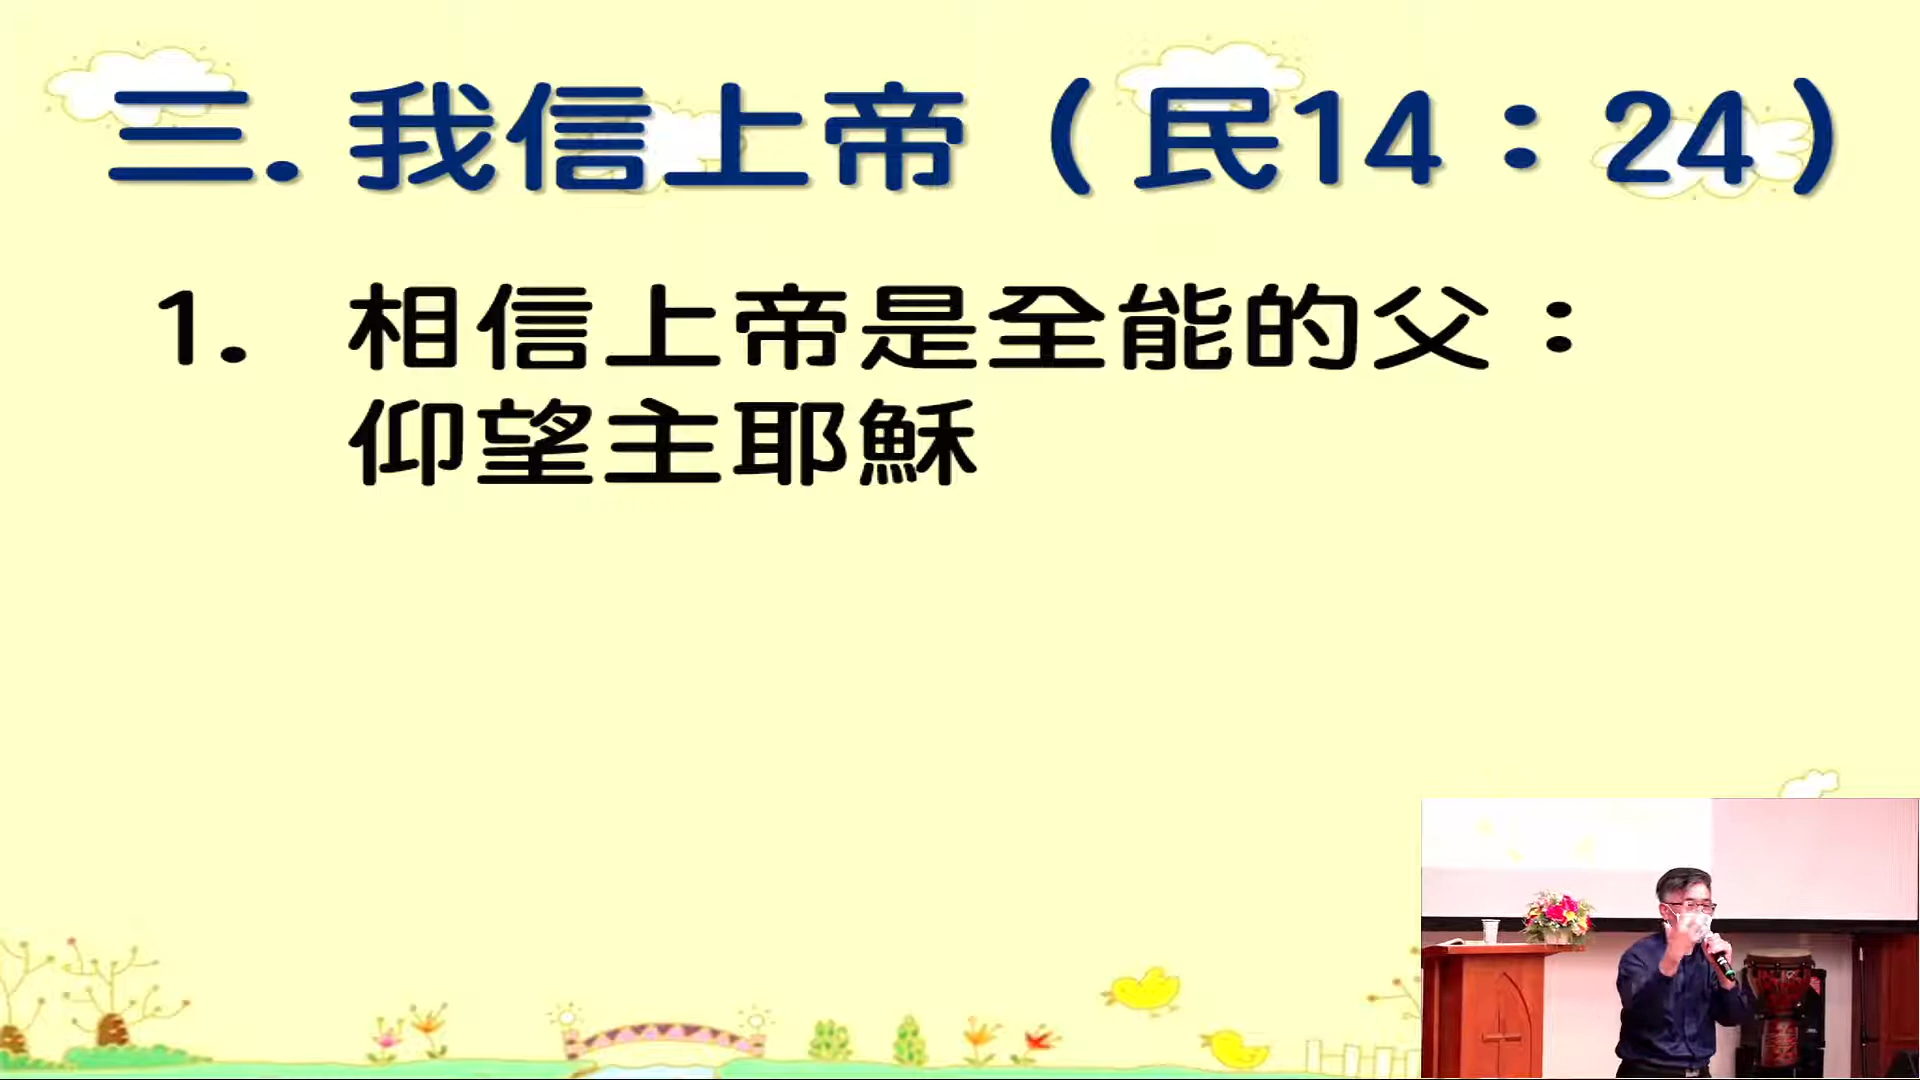 三. 我信上帝（民14：24）
1. 相信上帝是全能的父：
仰望主耶穌